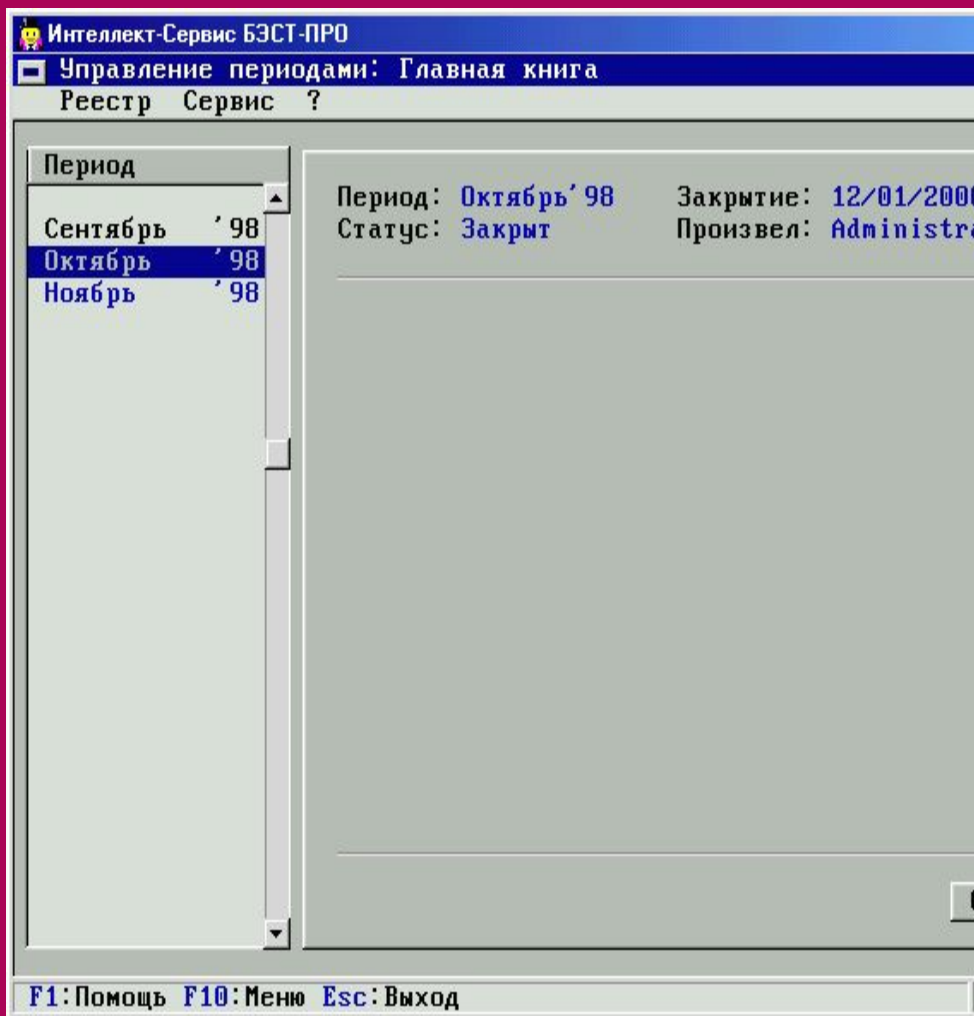 Интеллект-Сервис БЭСТ-ПРО
Управление периодами: Главная книга
Реестр Сервис ?
Период
Сентябрь '98
Октябрь '98
Ноябрь '98
Период: Октябрь'98 Закрытие: 12/01/200
Статус: Закрыт Произвел: Administr
F1:Помощь F10:Меню Esc:Выход